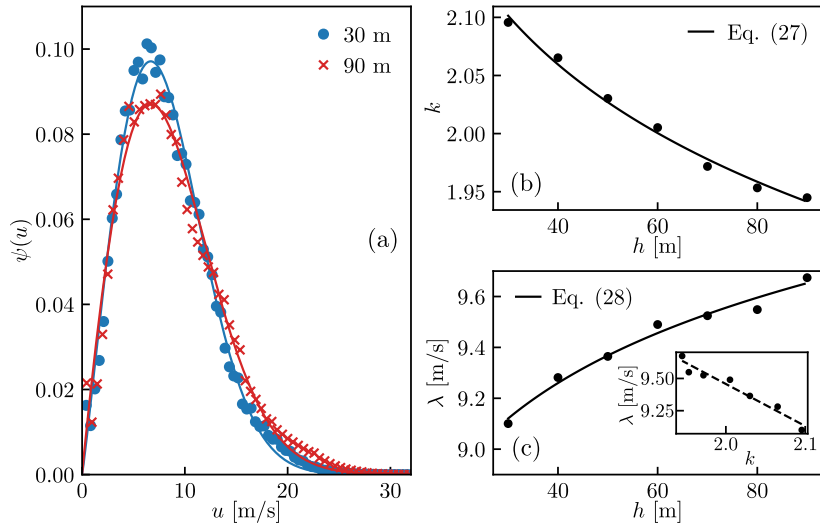 0.10
0.08
0.06
0.04
0.02
0.00
ψ(u)
30 m
90 m
(a)
0 10 20 30
u [m/s]
2.10
2.05
2.00
1.95
k
Eq. (27)
(b)
40 60 80
h [m]
9.6
9.4
9.2
9.0
λ [m/s]
Eq. (28)
(c)
9.50
9.25
λ [m/s]
2.0 2.1
k
40 60 80
h [m]